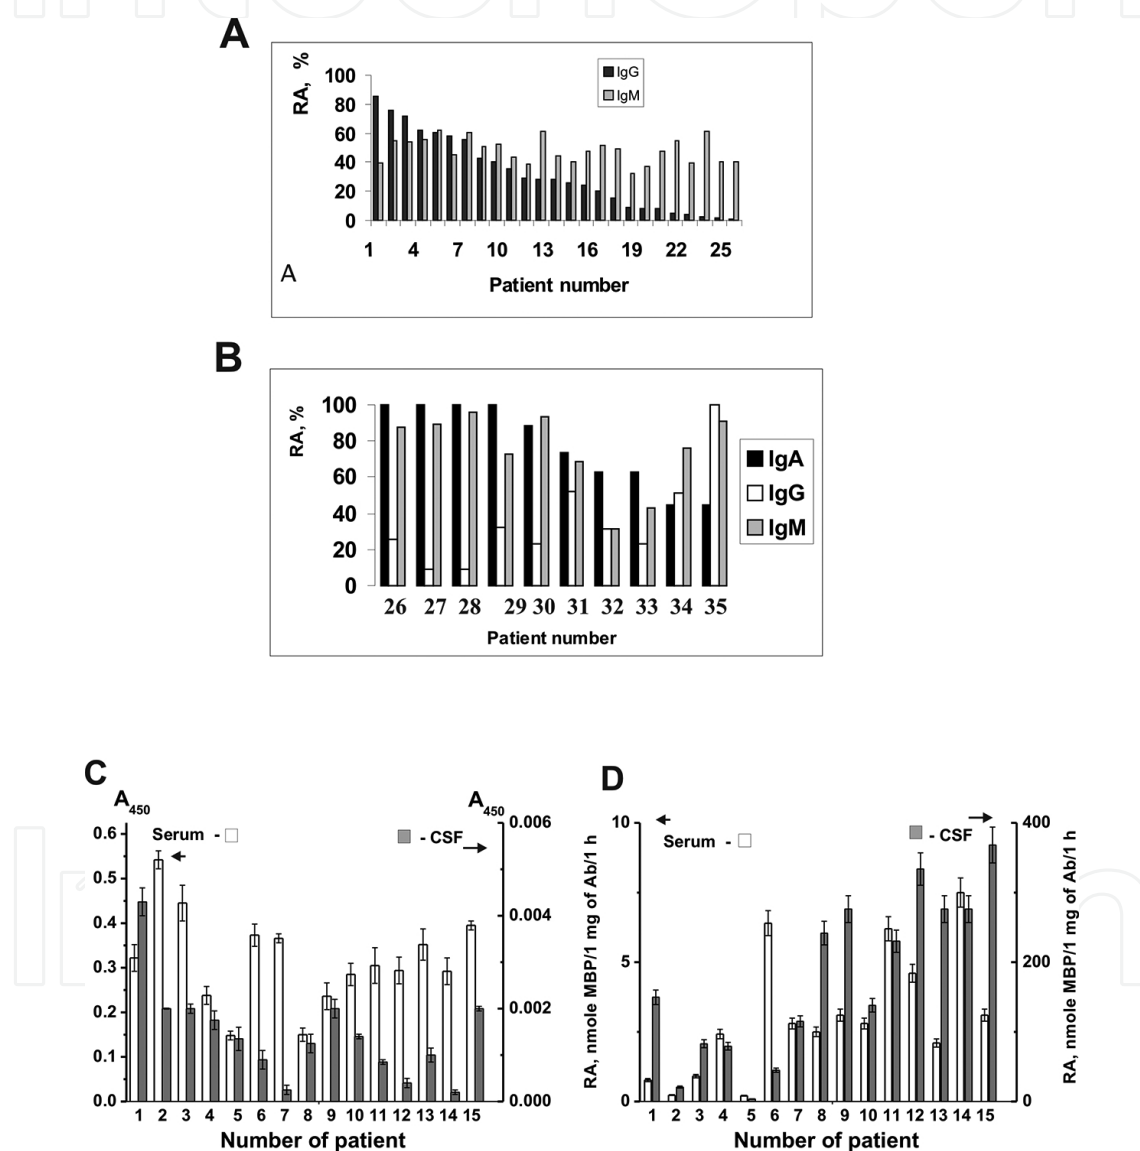 A
RA, %
100
80
60
40
20
0
IgG
IgM
1 4 7 10 13 16 19 22 25
Patient number
A
B
RA, %
100
80
60
40
20
0
IgA
IgG
IgM
26 27 28 29 30 31 32 33 34 35
Patient number
C
A450
A450
Serum -
- CSF
0.6
0.5
0.4
0.3
0.2
0.1
0.0
0.006
0.004
0.002
0.000
1 2 3 4 5 6 7 8 9 10 11 12 13 14 15
Number of patient
D
RA, nmole MBP/1 mg of Ab/1 h
10
5
0
Serum -
- CSF
400
200
0
RA, nmole MBP/1 mg of Ab/1 h
1 2 3 4 5 6 7 8 9 10 11 12 13 14 15
Number of patient